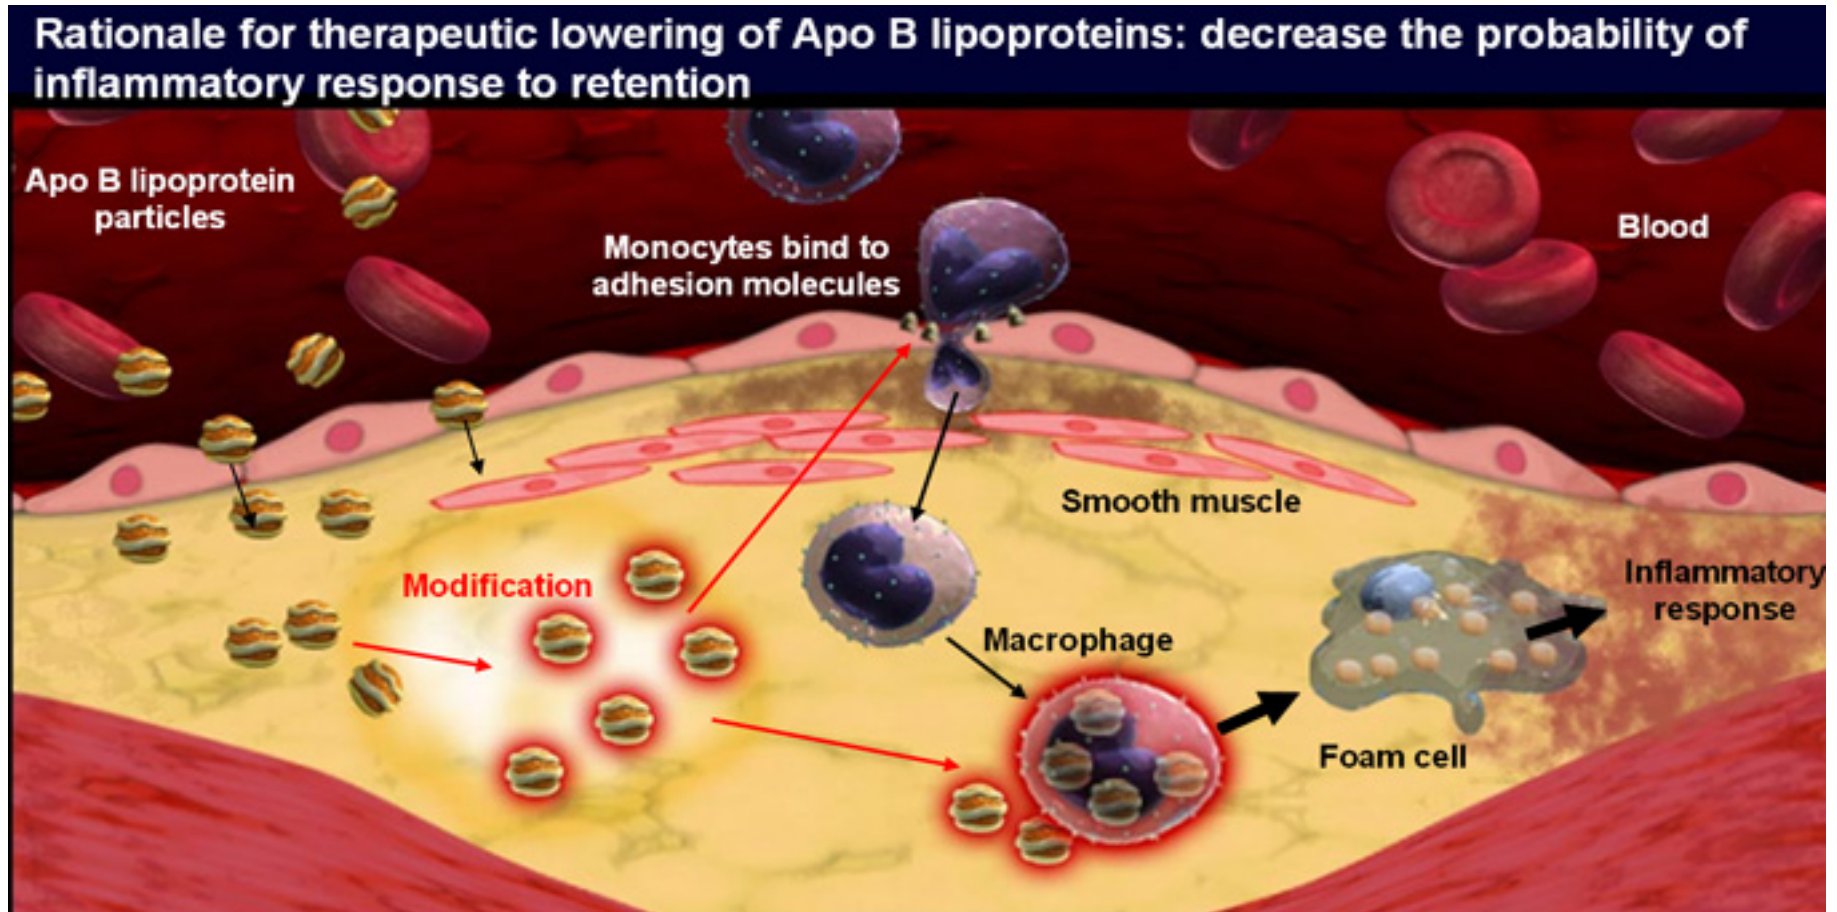 Rationale for therapeutic lowering of Apo B lipoproteins: decrease the probability of
inflammatory response to retention
Apo B lipoprotein
particles
Monocytes bind to
adhesion molecules
Blood
Smooth muscle
Modification
Macrophage
Inflammatory
response
Foam cell